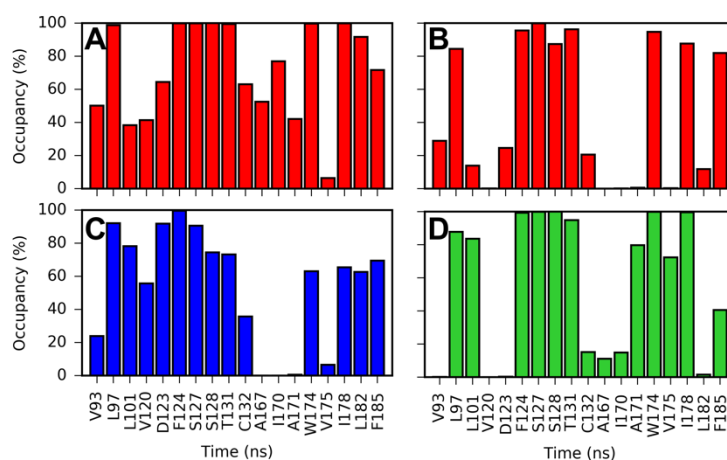 A
B
Occupancy (%)
100
80
60
40
20
0
Occupancy (%)
C
D
Occupancy (%)
100
80
60
40
20
0
Occupancy (%)
V93 L97 L101 V120 D123 F124 S127 S128 T131 C132 A167 I170 A171 W174 V175 I178 L182 F185
V93 L97 L101 V120 D123 F124 S127 S128 T131 C132 A167 I170 A171 W174 V175 I178 L182 F185
Time (ns)
Time (ns)